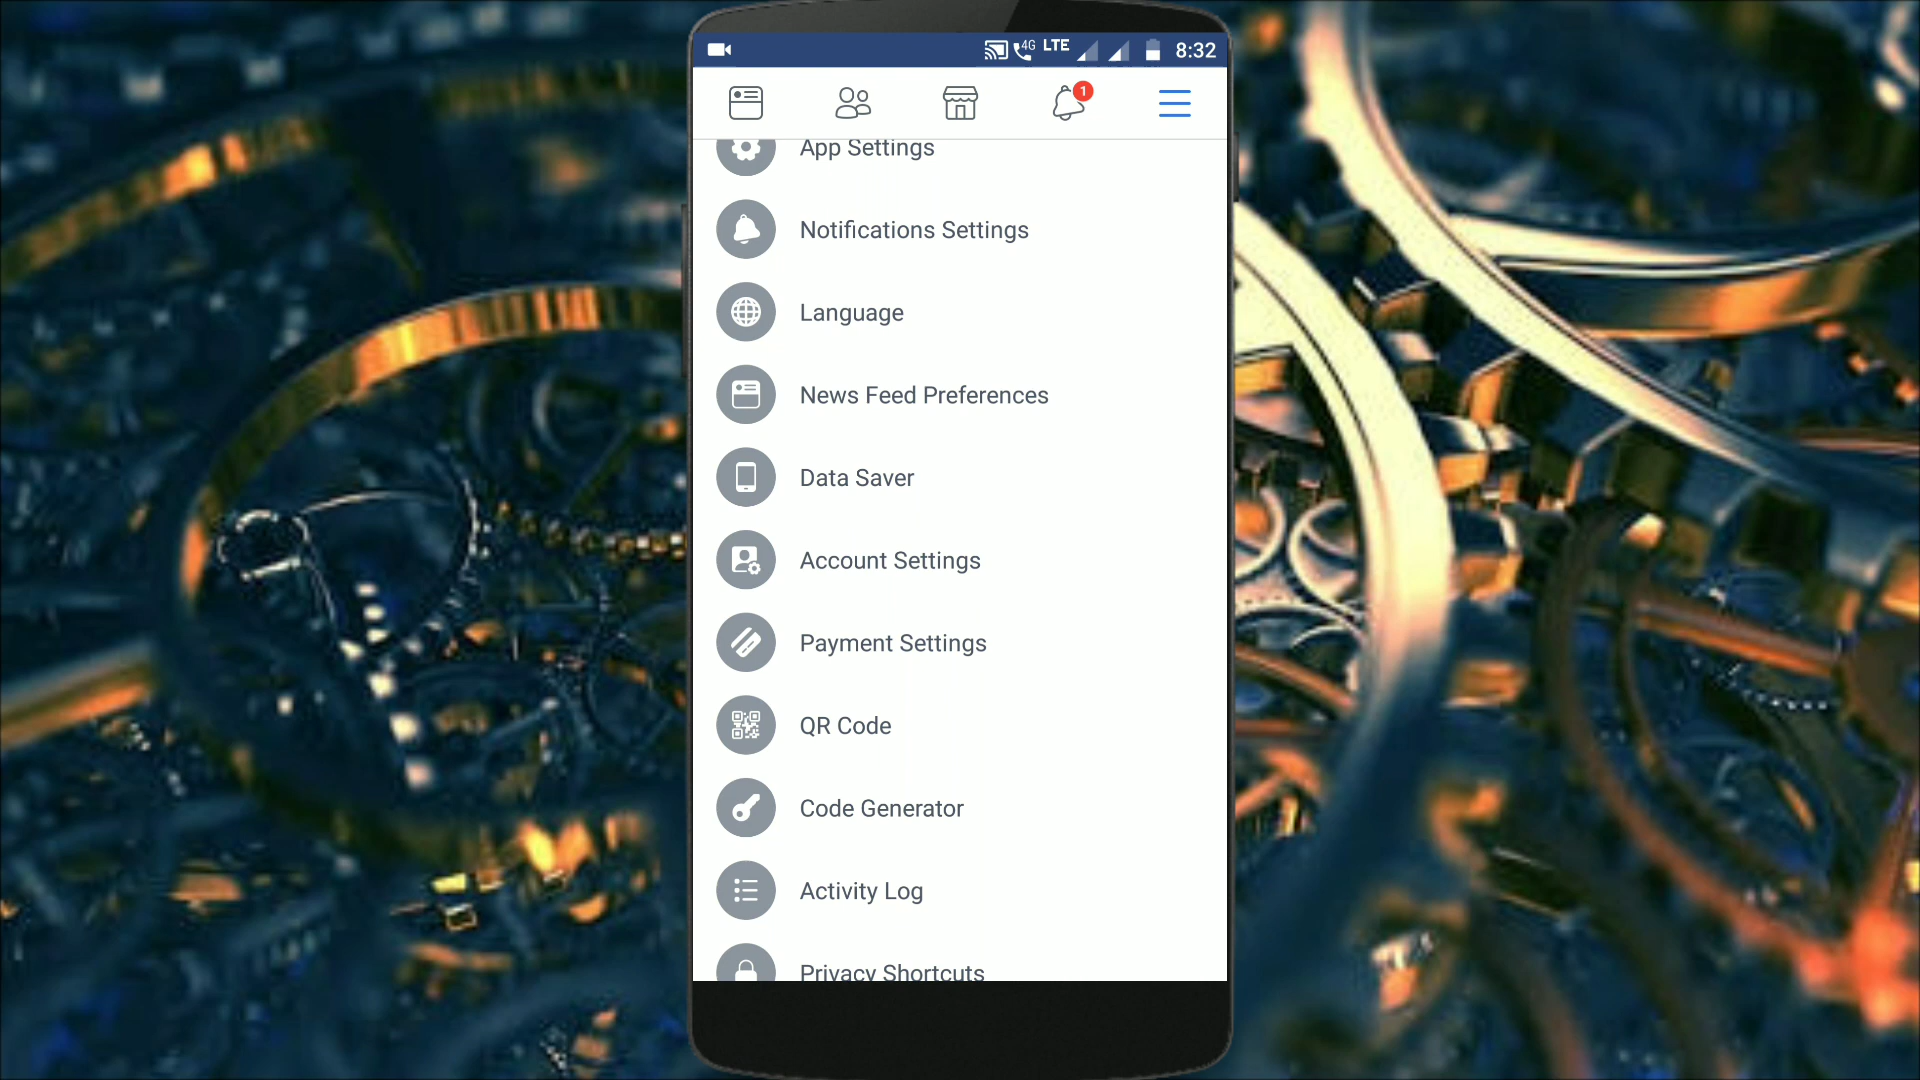 4G LTE 8:32
1
App Settings
Notifications Settings
Language
News Feed Preferences
Data Saver
Account Settings
Payment Settings
QR Code
Code Generator
Activity Log
Privacy Shortcuts